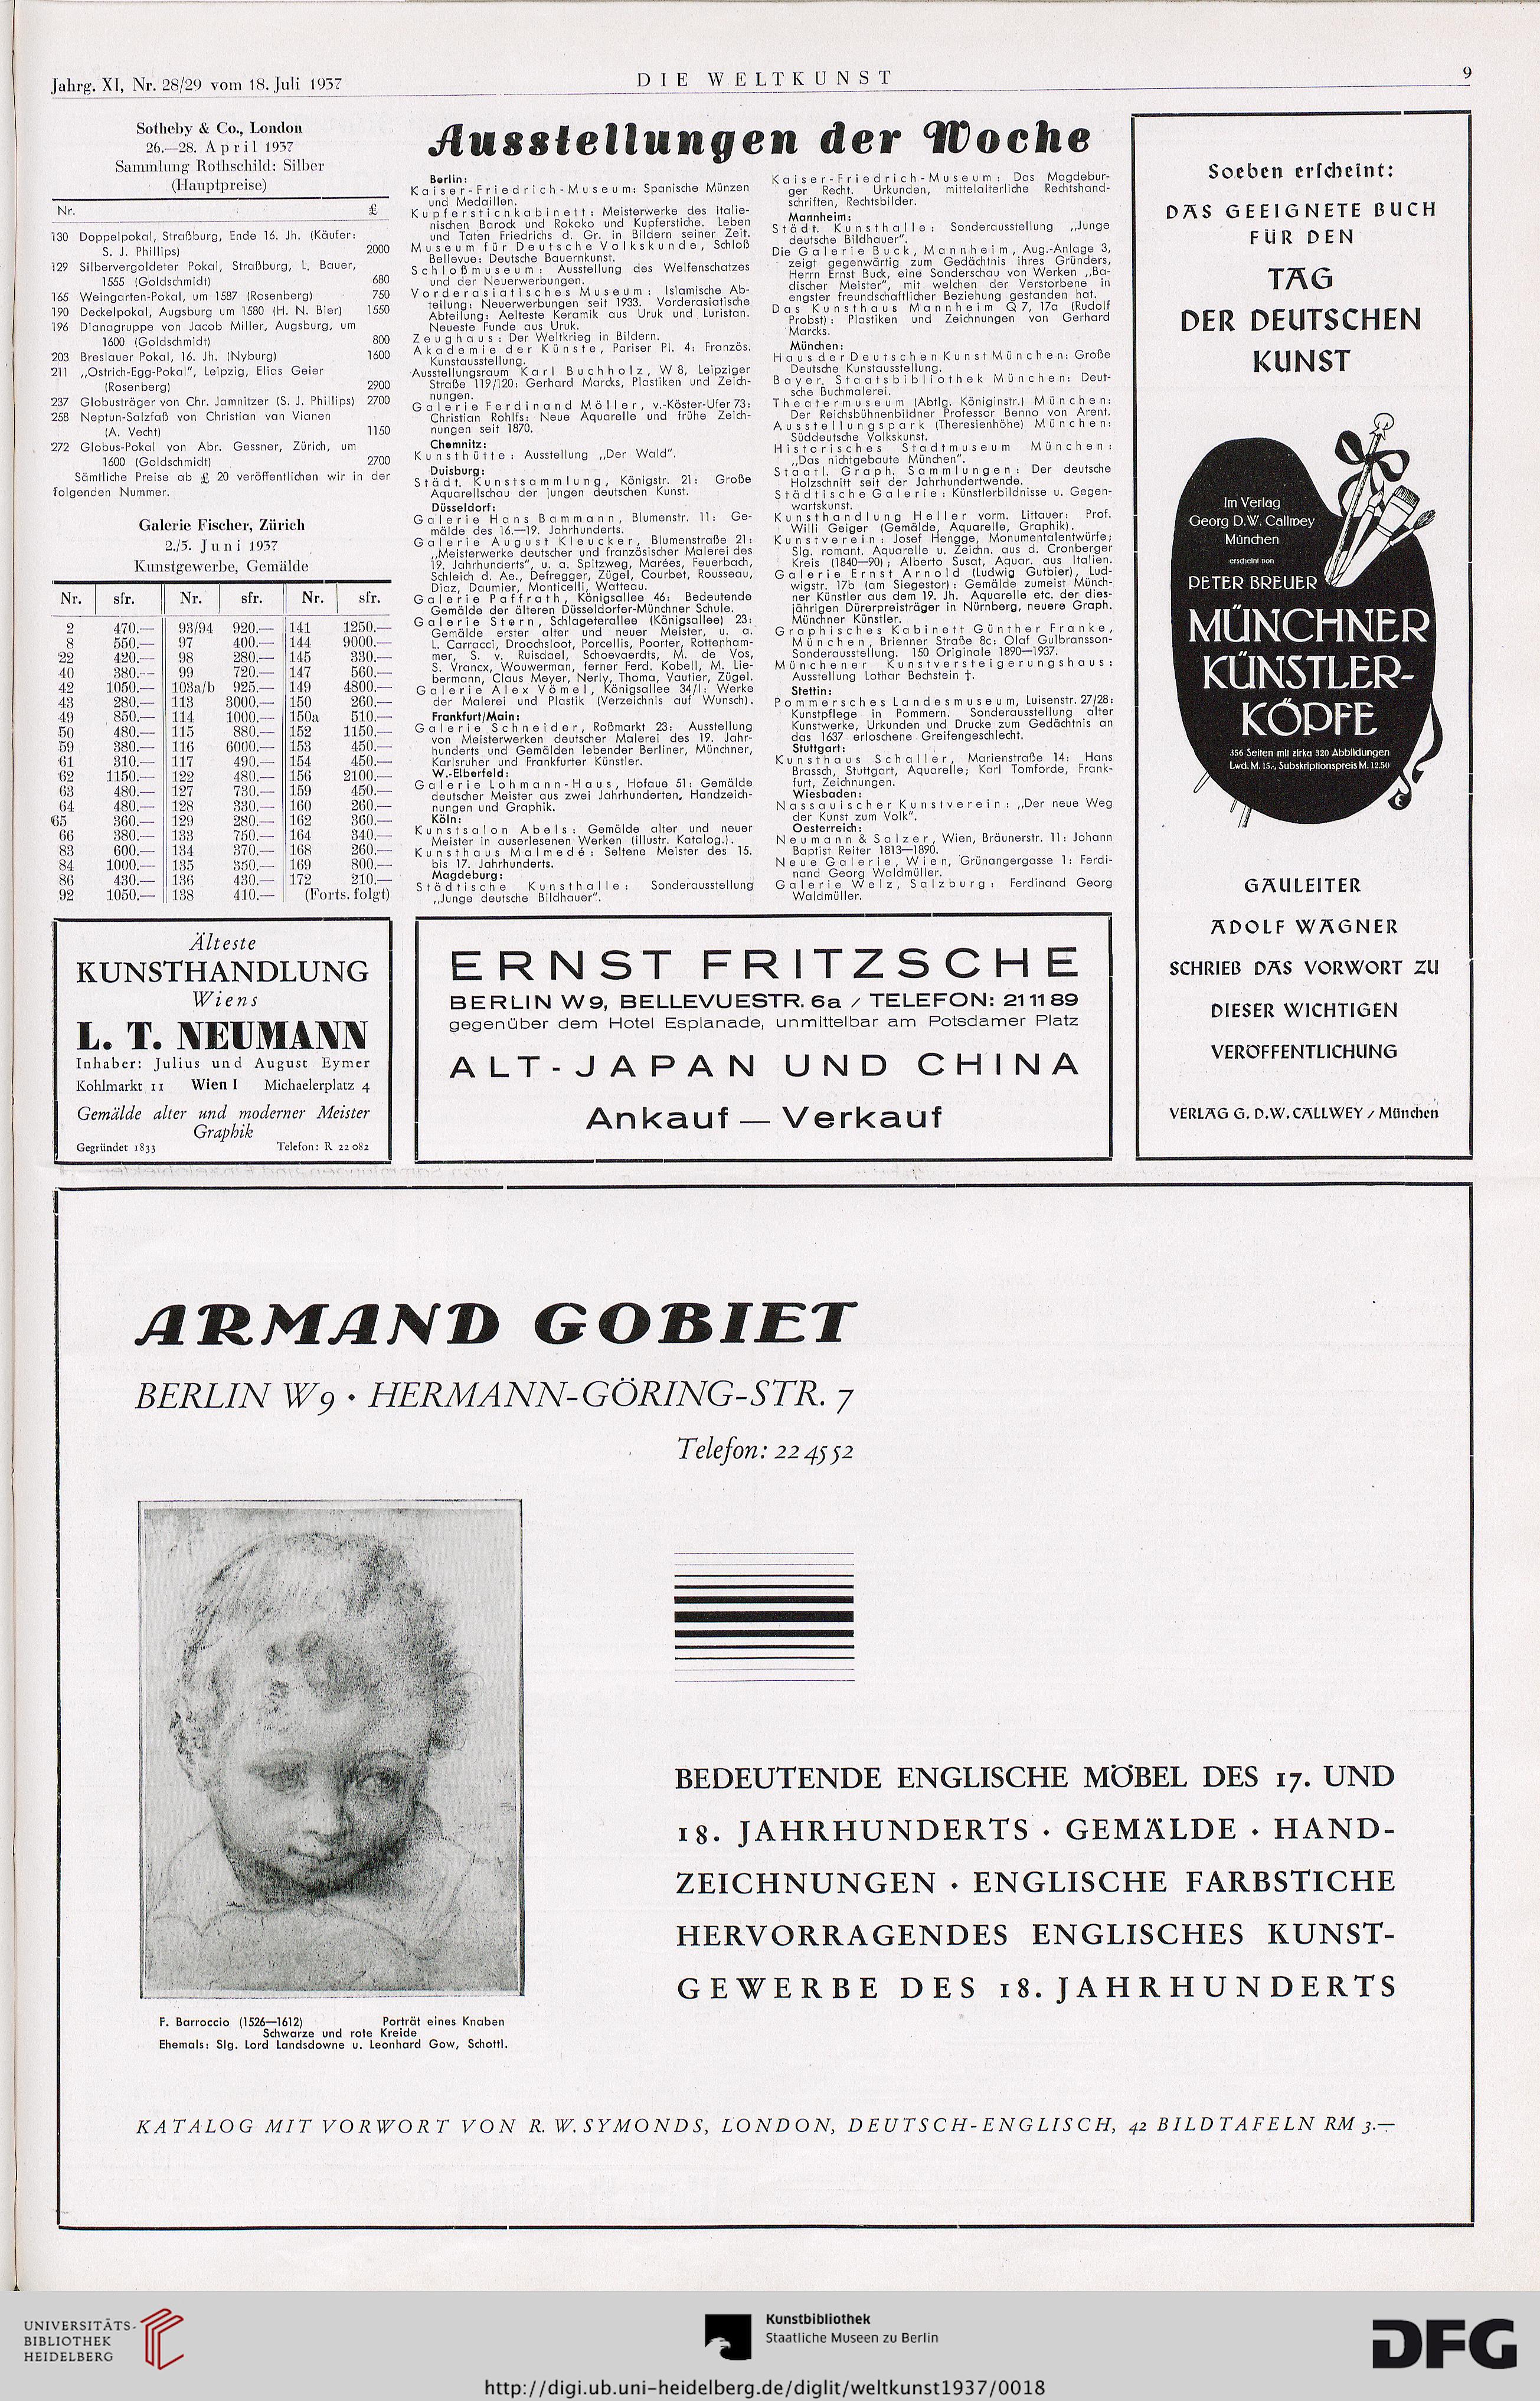 Jahrg. XI, Nr. 28/29 vom 18. Juli 1937
DIE WELTKUNST
9
Sotheby & Co., London
26.—28. April 1937
Sammlung Rothschild: Silber
(Hauptpreise)
Nr. £
130 Doppelpokal, Straßburg, Ende 16. Jh. (Käufer:
S. J. Phillips) 2000
129 Silbervergoldeter Pokal, Straßburg, L. Bauer,
1555 (Goldschmidt) 680
165 Weingarten-Pokal, um 1587 (Rosenberg) 750
190 Deckelpokal, Augsburg um 1580 (H. N. Bier) 1550
196 Dianagruppe von Jacob Miller, Augsburg, um
1600 (Goldschmidt) 800
203 Breslauer Pokal, 16. Jh. (Nyburg) 1600
211 „Ostrich-Egg-Pokal“, Leipzig, Elias Geier
(Rosenberg) 2900
237 Globusträger von Chr. Jamnitzer (S. J. Phillips) 2700
258 Neptun-Salzfaß von Christian van Vianen
(A. Vecht) 1150
272 Globus-Pokal von Abr. Gessner, Zürich, um
1600 (Goldschmidt) 2700
Sämtliche Preise ab £ 20 veröffentlichen wir in der
folgenden Nummer.
Galerie Fischer, Zürich
2./5. Juni 1937
Kunstgewerbe, Gemälde
Nr. sfr. Nr. sfr. Nr. sfr.
2 470.— 93/94 920.— 141 1250.—
8 550.— 97 400.— 144 9000.—
22 420.— 98 280.— 145 330.—
40 380.— 99 720.— 147 560.—
42 1050.— 103a/b 925.— 149 4800.—
43 280.— 113 3000.— 150 260.—
49 850.— 114 1000.— 150a 510.—
50 480.— 115 880.— 152 1150.—
59 380.— 116 6000.— 153 450.—
61 310.— 117 490.— 154 450.—
62 1150.— 122 480.— 156 2100.—
63 480.— 127 730.— 159 450.—
64 480.— 128 330.— 160 260.—
65 360.— 129 280.— 162 360.—
66 380.— 133 750.— 164 340.—
83 600.— 134 370.— 168 260.—
84 1000.— 135 350.— 169 800.—
86 430.— 136 430.— 172 210.—
92 1050.— 138 410.— (Forts. folgt)
Ausstellungen der Woche
Berlin:
Kaiser-Friedrich-Museum: Spanische Münzen
und Medaillen.
Kupferstichkabinett: Meisterwerke des italie-
nischen Barock und Rokoko und Kupferstiche. Leben
und Taten Friedrichs d. Gr. in Bildern seiner Zeit.
Museum für Deutsche Volkskunde, Schloß
Bellevue: Deutsche Bauernkunst.
Schloßmuseum: Ausstellung des Welfenschatzes
und der Neuerwerbungen.
Vorderasiatisches Museum: Islamische Ab-
teilung: Neuerwerbungen seit 1933. Vorderasiatische
Abteilung: Aelteste Keramik aus Uruk und Luristan.
Neueste Funde aus Uruk.
Zeughaus: Der Weltkrieg in Bildern.
Akademie der Künste, Pariser Pl. 4: Französ.
Kunstausstellung.
Ausstellungsraum Karl Buchholz, W 8, Leipziger
Straße 119/120: Gerhard Marcks, Plastiken und Zeich-
nungen.
Galerie Ferdinand Möller, v.-Köster-Ufer 73:
Christian Rohlfs: Neue Aquarelle und frühe Zeich-
nungen seit 1870.
Chemnitz:
Kunsthütte: Ausstellung „Der Wald“.
Duisburg:
Städt. Kunstsammlung, Königstr. 21: Große
Aquarellschau der jungen deutschen Kunst.
Düsseldorf:
Galerie Hans Bammann, Blumenstr. 11: Ge-
mälde des 16.—19. Jahrhunderts.
Galerie August Kleucker, Blumenstraße 21:
„Meisterwerke deutscher und französischer Malerei des
19. Jahrhunderts“, u. a. Spitzweg, Marées, Feuerbach,
Schleich d. Ae., Defregger, Zügel, Courbet, Rousseau,
Diaz, Daumier, Monticelli, Watteau.
Galerie Paffrath, Königsallee 46: Bedeutende
Gemälde der älteren Düsseldorfer-Münchner Schule.
Galerie Stern, Schlageterallee (Königsallee) 23:
Gemälde erster alter und neuer Meister, u. a.
L. Carracci, Droochsloot, Porcellis, Poorter, Rottenham-
mer, S. v. Ruisdael, Schoevaerdts, M. de Vos,
S. Vrancx, Wouwerman, ferner Ferd. Kobell, M. Lie-
bermann, Claus Meyer, Nerly, Thoma, Vautier, Zügel.
Galerie Alex Vömel, Königsallee 34/I: Werke
der Malerei und Plastik (Verzeichnis auf Wunsch).
Frankfurt/Main:
Galerie Schneider, Roßmarkt 23: Ausstellung
von Meisterwerken deutscher Malerei des 19. Jahr-
hunderts und Gemälden lebender Berliner, Münchner,
Karlsruher und Frankfurter Künstler.
W.-Elberfeld:
Galerie Lohmann-Haus, Hofaue 51: Gemälde
deutscher Meister aus zwei Jahrhunderten, Handzeich-
nungen und Graphik.
Köln:
Kunstsalon Abels: Gemälde alter und neuer
Meister in auserlesenen Werken (illustr. Katalog.).
Kunsthaus Malmedé: Seltene Meister des 15.
bis 17. Jahrhunderts.
Magdeburg:
Städtische Kunsthalle: Sonderausstellung
„Junge deutsche Bildhauer“.
Kaiser-Friedrich-Museum: Das Magdebur-
ger Recht. Urkunden, mittelalterliche Rechtshand-
schriften, Rechtsbilder.
Mannheim:
Städt. Kunsthalle: Sonderausstellung „Junge
deutsche Bildhauer“.
Die Galerie Buck, Mannheim, Aug.-Anlage 3,
zeigt gegenwärtig zum Gedächtnis ihres Gründers,
Herrn Ernst Buck, eine Sonderschau von Werken „Ba-
discher Meister“, mit welchen der Verstorbene in
engster freundschaftlicher Beziehung gestanden hat.
Das Kunsthaus Mannheim Q 7, 17a (Rudolf
Probst): Plastiken und Zeichnungen von Gerhard
Marcks.
München:
Haus der Deutschen Kunst München: Große
Deutsche Kunstausstellung.
Bayer. Staatsbibliothek München: Deut-
sche Buchmalerei.
Theatermuseum (Abtlg. Königinstr.) München:
Der Reichsbühnenbildner Professor Benno von Arent.
Ausstellungspark (Theresienhöhe) München:
Süddeutsche Volkskunst.
Historisches Stadtmuseum München:
„Das nichtgebaute München“.
Staatl. Graph. Sammlungen: Der deutsche
Holzschnitt seit der Jahrhundertwende.
Städtische Galerie: Künstlerbildnisse u. Gegen-
wartskunst.
Kunsthandlung Heller vorm. Littauer: Prof.
Willi Geiger (Gemälde, Aquarelle, Graphik).
Kunstverein: Josef Hengge, Monumentalentwürfe;
Slg. romant. Aquarelle u. Zeichn. aus d. Cronberger
Kreis (1840—90); Alberto Susat, Aquar. aus Italien.
Galerie Ernst Arnold (Ludwig Gutbier), Lud-
wigstr. 17b (am Siegestor): Gemälde zumeist Münch-
ner Künstler aus dem 19. Jh. Aquarelle etc. der dies-
jährigen Dürerpreisträger in Nürnberg, neuere Graph.
Münchner Künstler.
Graphisches Kabinett Günther Franke,
München, Brienner Straße 8c: Olaf Gulbransson-
Sonderausstellung. 150 Originale 1890—1937.
Münchener Kunstversteigerungshaus:
Ausstellung Lothar Bechstein †.
Stettin:
Pommersches Landesmuseum, Luisenstr. 27/28:
Kunstpflege in Pommern. Sonderausstellung alter
Kunstwerke, Urkunden und Drucke zum Gedächtnis an
das 1637 erloschene Greifengeschlecht.
Stuttgart:
Kunsthaus Schaller, Marienstraße 14: Hans
Brassch, Stuttgart, Aquarelle; Karl Tomforde, Frank-
furt, Zeichnungen.
Wiesbaden:
Nassauischer Kunstverein: „Der neue Weg
der Kunst zum Volk“.
Oesterreich:
Neumann & Salzer, Wien, Bräunerstr. 11: Johann
Baptist Reiter 1813—1890.
Neue Galerie, Wien, Grünangergasse 1: Ferdi-
nand Georg Waldmüller.
Galerie Welz, Salzburg: Ferdinand Georg
Waldmüller.
Soeben erscheint:
DAS GEEIGNETE BUCH
FÜR DEN
TAG
DER DEUTSCHEN
KUNST
Im Verlag
Georg D.W. Callwey
München
erscheint von
PETER BREUER
MÜNCHNER
KÜNSTLER-
KÖPFE
356 Seiten mit zirka 320 Abbildungen
Lwd. M. 15.-, Subskriptionspreis M. 12.50
GAULEITER
ADOLF WAGNER
SCHRIEB DAS VORWORT ZU
DIESER WICHTIGEN
VERÖFFENTLICHUNG
VERLAG G. D. W. CALLWEY / München
Älteste
KUNSTHANDLUNG
Wiens
L. T. NEUMANN
Inhaber: Julius und August Eymer
Kohlmarkt 11 Wien I Michaelerplatz 4
Gemälde alter und moderner Meister
Graphik
Gegründet 1833 Telefon: R 22 082
ERNST FRITZSCHE
BERLIN W9, BELLEVUESTR. 6a / TELEFON: 21 11 89
gegenüber dem Hotel Esplanade, unmittelbar am Potsdamer Platz
ALT-JAPAN UND CHINA
Ankauf — Verkauf
ARMAND GOBIET
BERLIN W9 • HERMANN-GÖRING-STR. 7
Telefon: 22 45 52
BEDEUTENDE ENGLISCHE MÖBEL DES 17. UND
18. JAHRHUNDERTS · GEMÄLDE · HAND-
ZEICHNUNGEN · ENGLISCHE FARBSTICHE
HERVORRAGENDES ENGLISCHES KUNST-
GEWERBE DES 18. JAHRHUNDERTS
F. Barroccio (1526—1612) Porträt eines Knaben
Schwarze und rote Kreide
Ehemals: Slg. Lord Landsdowne u. Leonhard Gow, Schottl.
KATALOG MIT VORWORT VON R. W. SYMONDS, LONDON, DEUTSCH-ENGLISCH, 42 BILDTAFELN RM 3.—
UNIVERSITÄTS-
BIBLIOTHEK
HEIDELBERG
Kunstbibliothek
Staatliche Museen zu Berlin
DFG
http://digi.ub.uni-heidelberg.de/diglit/weltkunst1937/0018